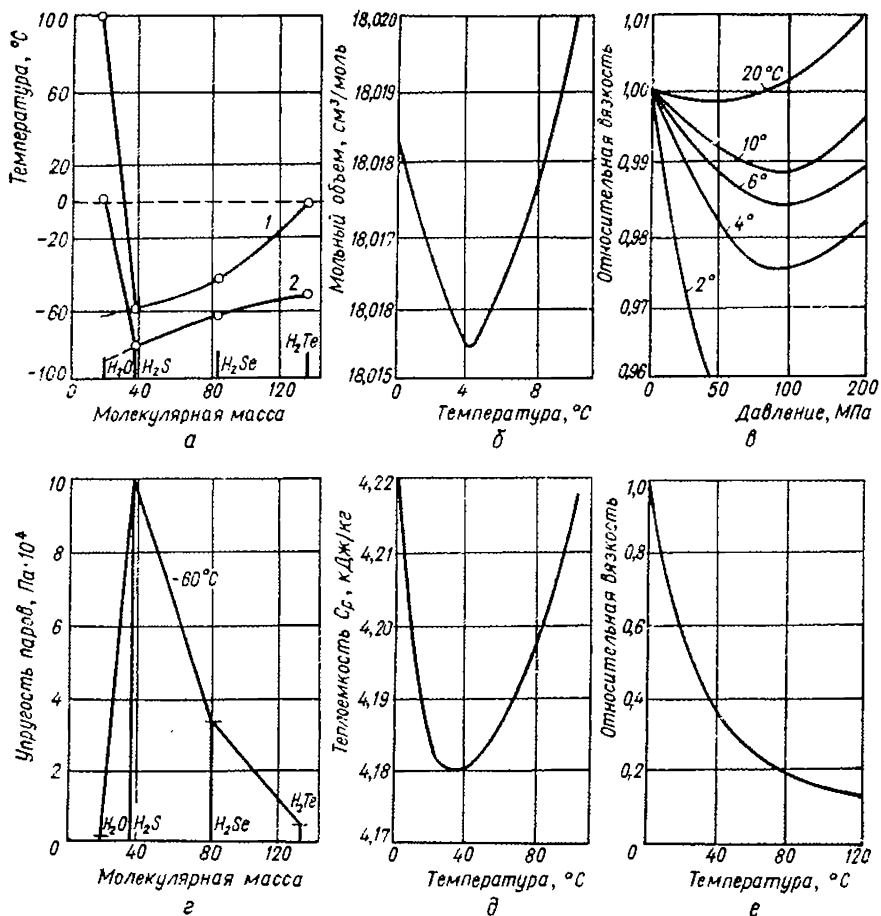 Температура, °С
100
60
20
0
-20
-60
-100
1
2
H₂O
H₂S
H₂Se
H₂Te
0
40
80
120
Молекулярная масса
а
Мольный объем, см³/моль
18,020
18,019
18,018
18,017
18,016
18,015
0
4
8
Температура, °С
б
Относительная вязкость
1,01
1,00
0,99
0,98
0,97
0,96
20°С
10°
6°
4°
2°
0
50
100
200
Давление, МПа
в
Упругость паров, Па·10⁴
10
8
6
4
2
0
-60°С
H₂O
H₂S
H₂Se
H₂Te
0
40
80
120
Молекулярная масса
г
Теплоемкость Cp, кДж/кг
4,22
4,21
4,20
4,19
4,18
4,17
0
40
80
Температура, °С
д
Относительная вязкость
1,0
0,8
0,6
0,4
0,2
0
40
80
120
Температура, °С
е